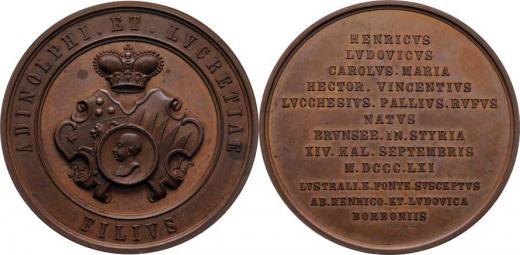 ADINOLPHI . ET . LVCRETIAE
FILIVS
HENRICVS
LVDOVICVS
CAROLVS . MARIA
HECTOR . VINCENTIVS
LVCCHESIVS . PALLIVS . RVFVS
NATVS
BRVNSEE . IN . STYRIA
XIV . KAL . SEPTEMBRIS
M . DCCC . LXI
LVSTRALI . E . FONTE . SVSCEPTVS
AB . HENRICO . ET . LVDOVICA
BORBONIIS